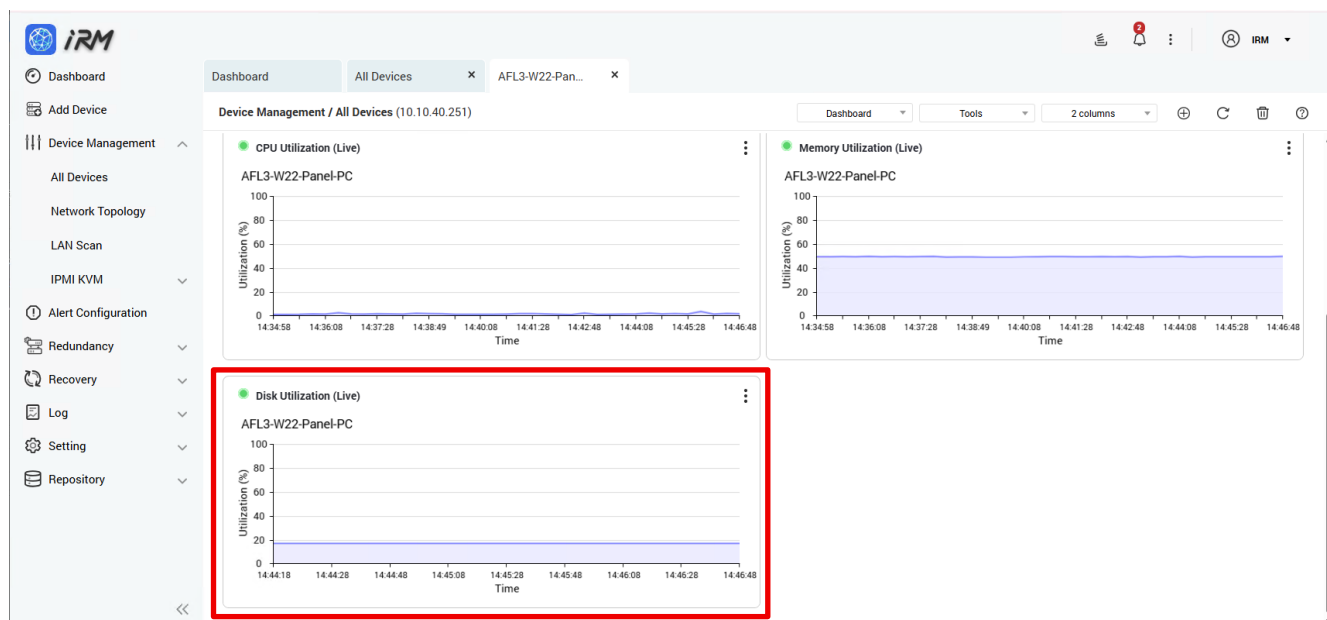 iRM
2
IRM
Dashboard
Add Device
Device Management
All Devices
Network Topology
LAN Scan
IPMI KVM
Alert Configuration
Redundancy
Recovery
Log
Setting
Repository
Dashboard All Devices × AFL3-W22-Pan... ×
Device Management / All Devices (10.10.40.251) Dashboard Tools 2 columns
CPU Utilization (Live)
AFL3-W22-Panel-PC
Utilization (%)
100
80
60
40
20
0
14:34:58 14:36:08 14:37:28 14:38:49 14:40:08 14:41:28 14:42:48 14:44:08 14:45:28 14:46:48
Time
Memory Utilization (Live)
AFL3-W22-Panel-PC
Utilization (%)
100
80
60
40
20
0
14:34:58 14:36:08 14:37:28 14:38:49 14:40:08 14:41:28 14:42:48 14:44:08 14:45:28 14:46:48
Time
Disk Utilization (Live)
AFL3-W22-Panel-PC
Utilization (%)
100
80
60
40
20
0
14:44:18 14:44:28 14:44:48 14:45:08 14:45:28 14:45:48 14:46:08 14:46:28 14:46:48
Time